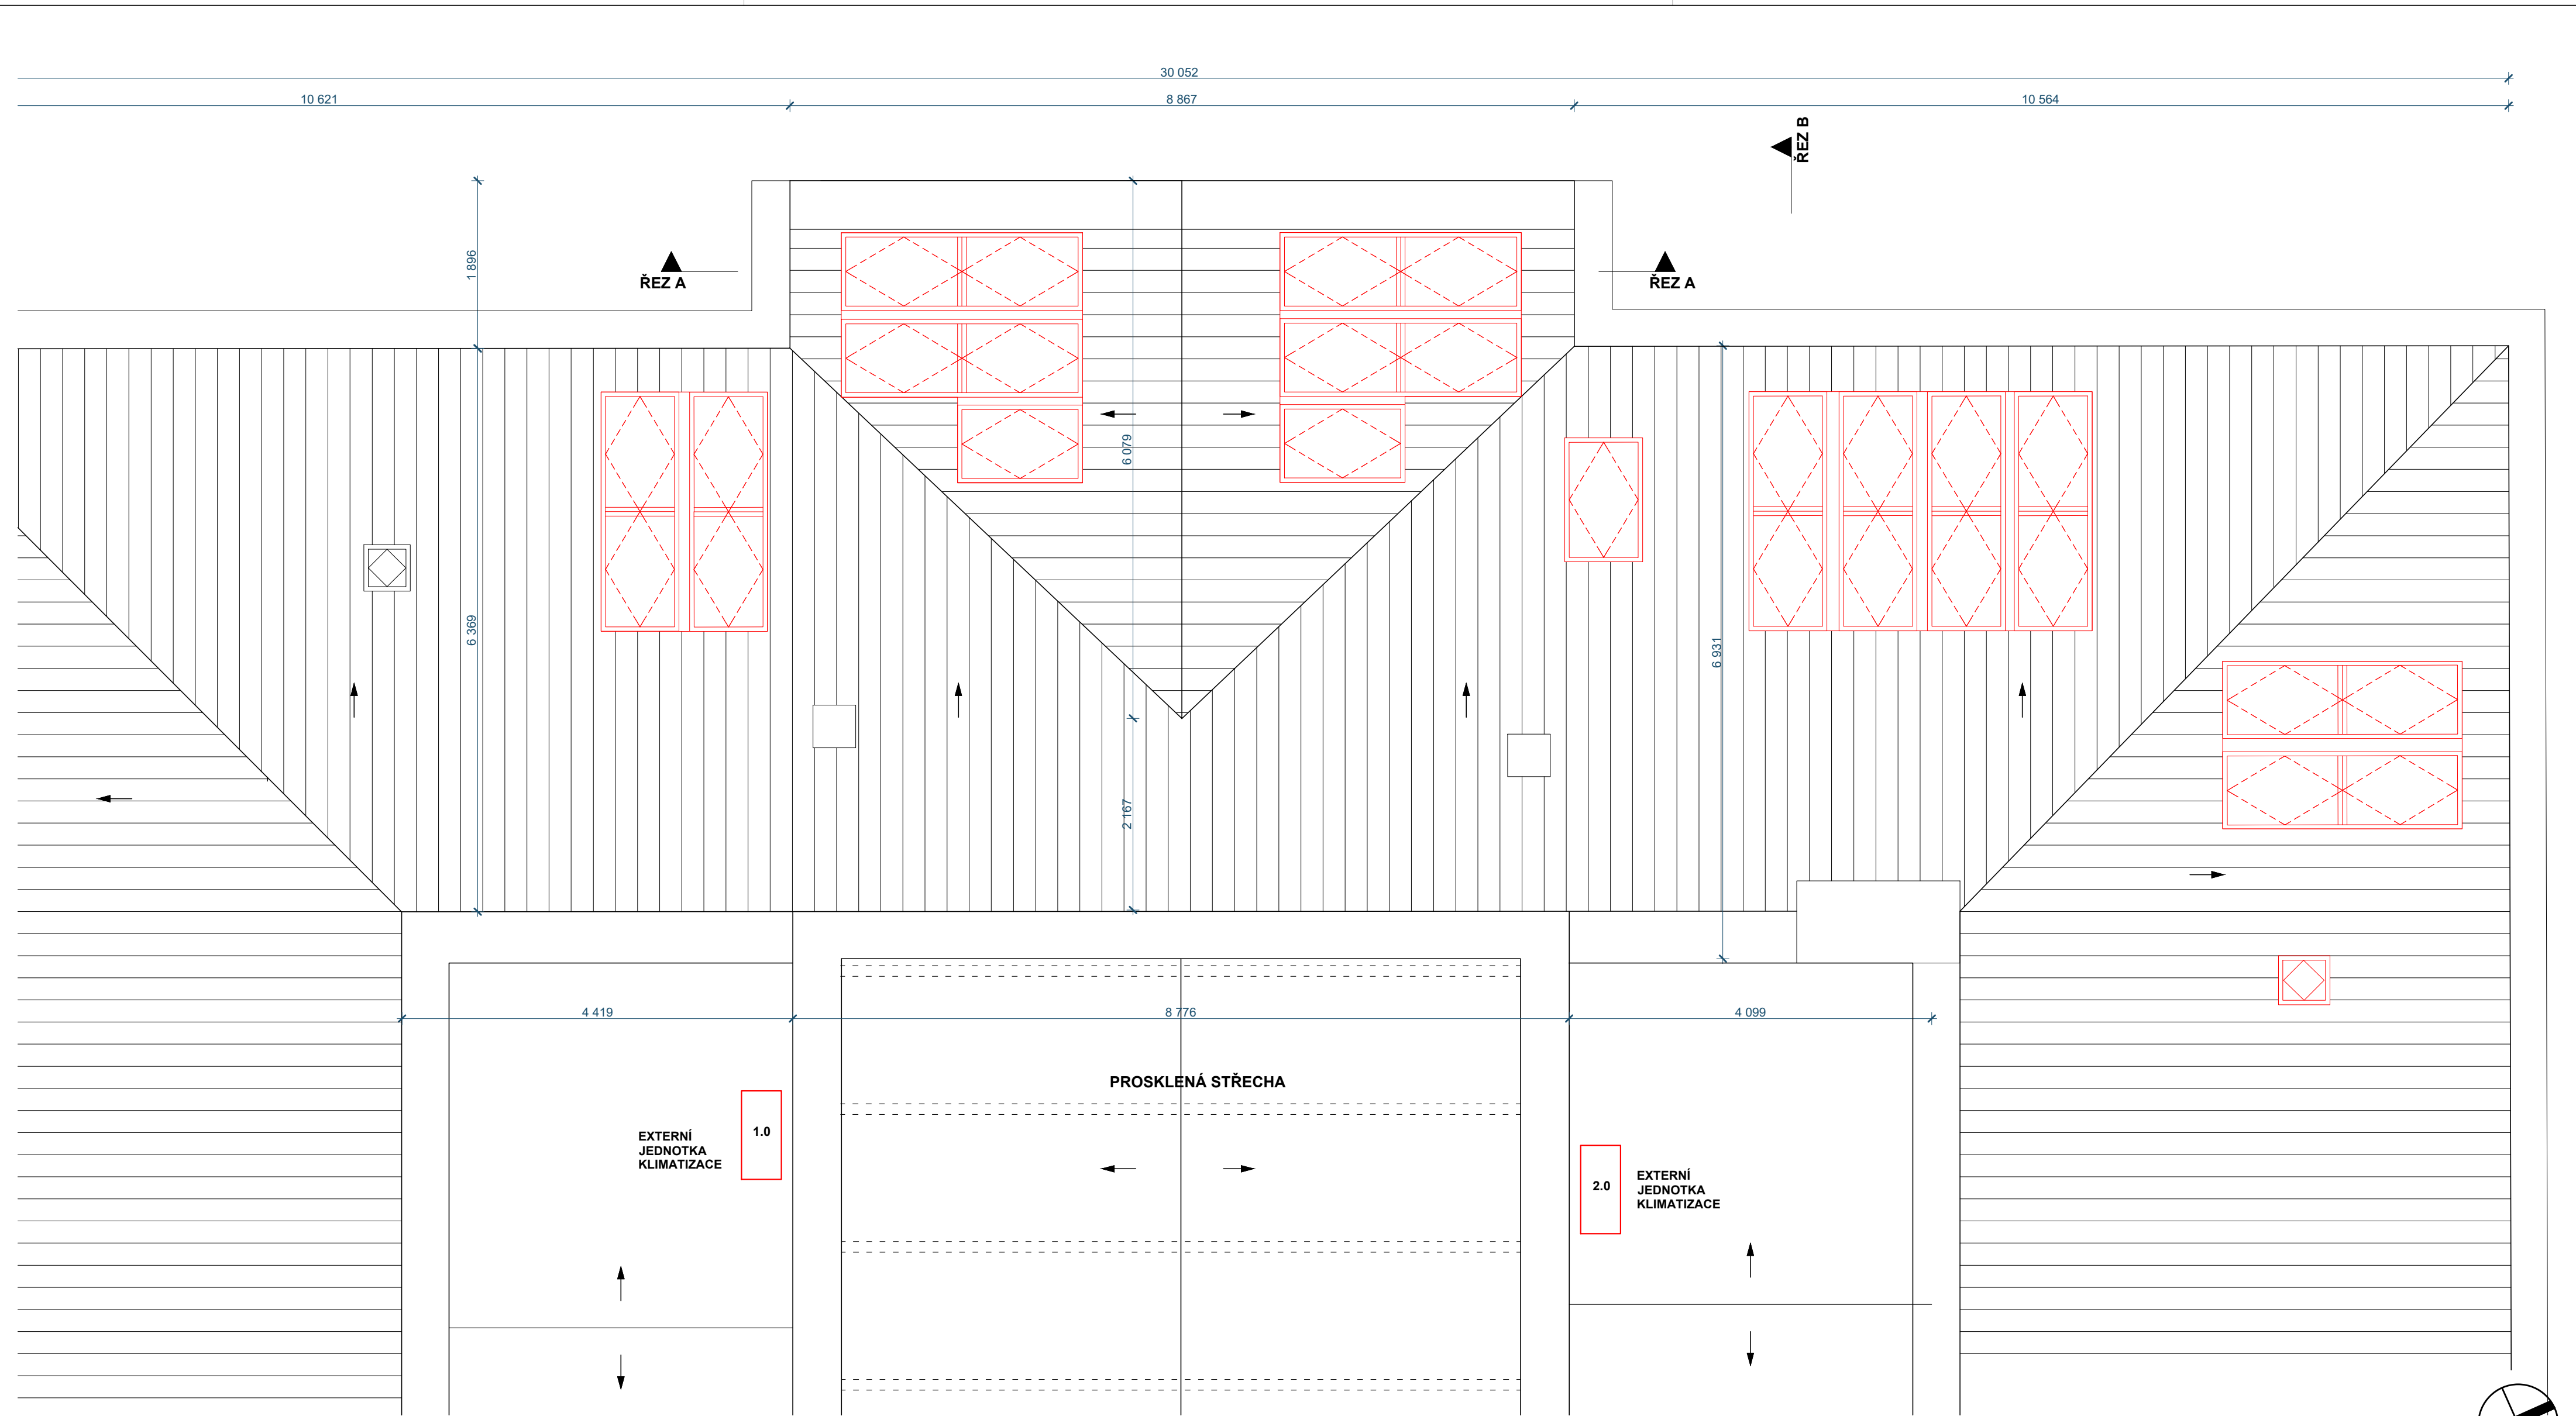 30 052
10 621
8 867
10 564
ŘEZ B
1 896
ŘEZ A
ŘEZ A
6 079
6 369
6 931
2 167
4 419
8 776
4 099
PROSKLENÁ STŘECHA
1.0
EXTERNÍ
JEDNOTKA
KLIMATIZACE
2.0
EXTERNÍ
JEDNOTKA
KLIMATIZACE